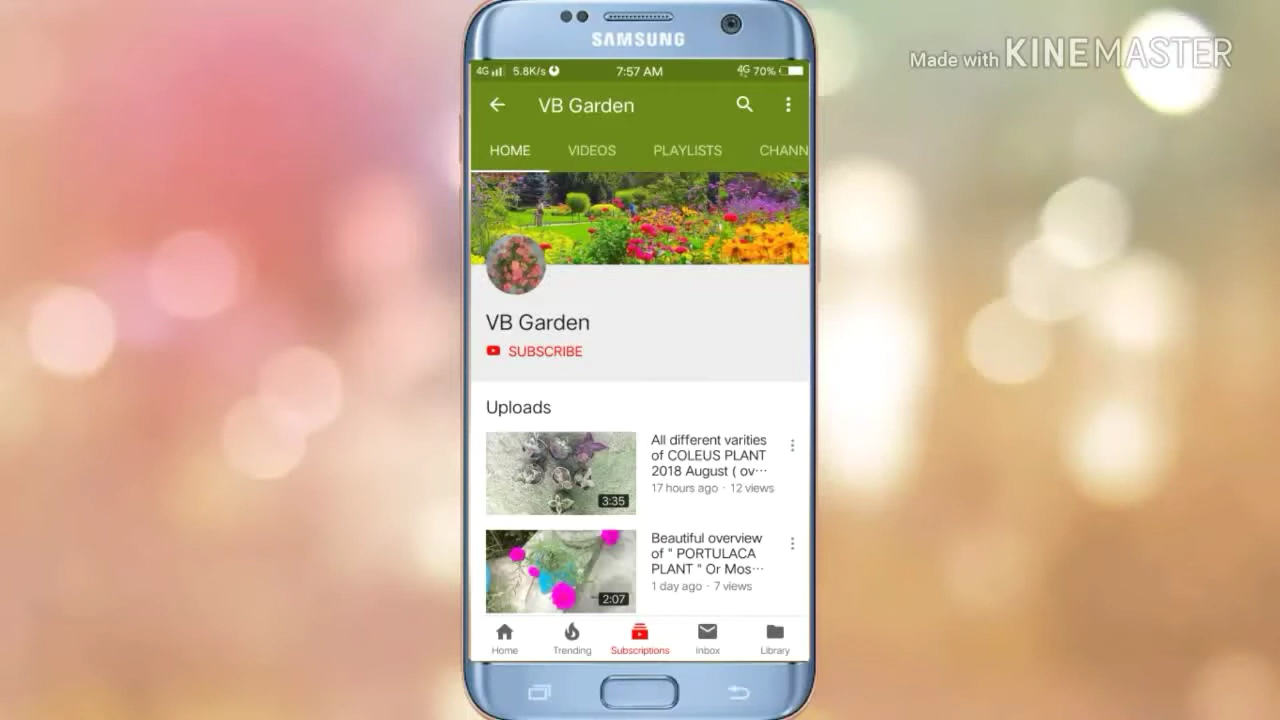 Made with KINEMASTER
SAMSUNG
4G 5.8K/s 7:57 AM 4G 70%
VB Garden
HOME VIDEOS PLAYLISTS CHANN
VB Garden
SUBSCRIBE
Uploads
All different varities
of COLEUS PLANT
2018 August ( ov···
17 hours ago · 12 views
3:35
Beautiful overview
of " PORTULACA
PLANT " Or Mos···
1 day ago · 7 views
2:07
Home Trending Subscriptions Inbox Library